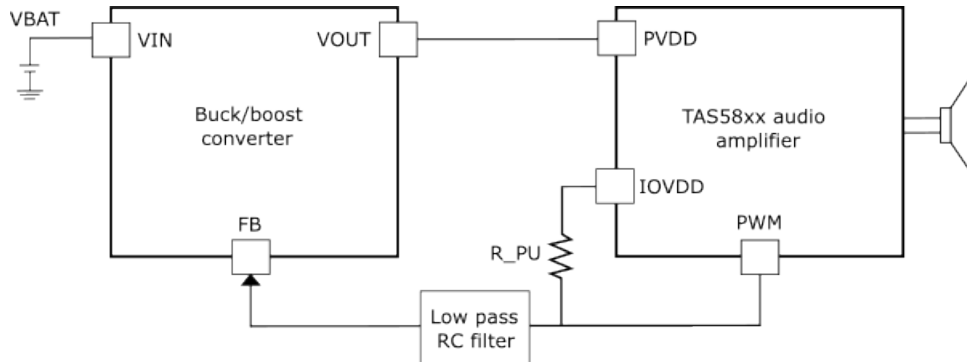 VBAT
VIN
VOUT
PVDD
Buck/boost
converter
TAS58xx audio
amplifier
IOVDD
FB
PWM
R_PU
Low pass
RC filter